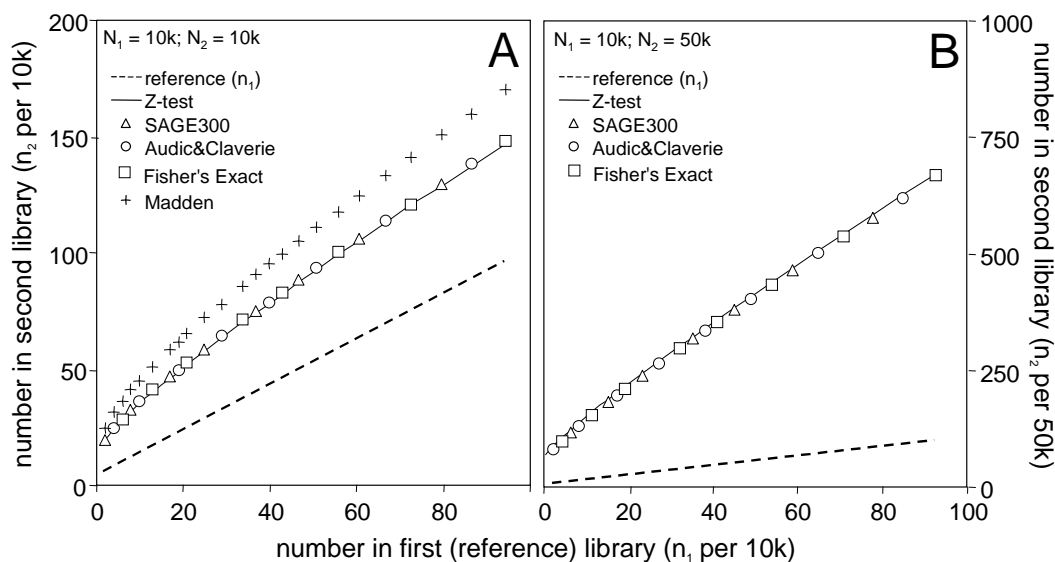 200
150
100
50
0
number in second library (n₂ per 10k)
N₁ = 10k; N₂ = 10k
A
reference (n₁)
Z-test
SAGE300
Audic&Claverie
Fisher's Exact
Madden
0 20 40 60 80
N₁ = 10k; N₂ = 50k
B
reference (n₁)
Z-test
SAGE300
Audic&Claverie
Fisher's Exact
0 20 40 60 80 100
1000
750
500
250
0
number in second library (n₂ per 50k)
number in first (reference) library (n₁ per 10k)